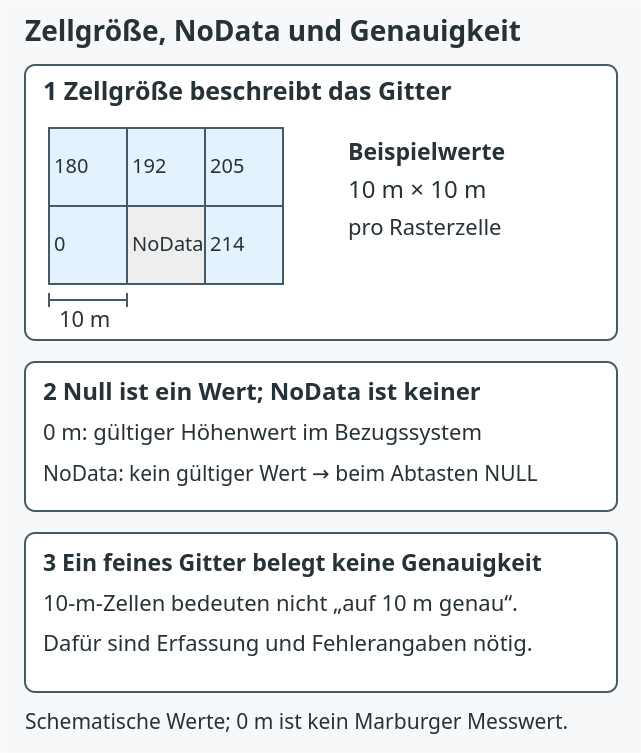 Zellgröße, NoData und Genauigkeit
1 Zellgröße beschreibt das Gitter
180 192 205
0 NoData 214
10 m
Beispielwerte
10 m × 10 m
pro Rasterzelle
2 Null ist ein Wert; NoData ist keiner
0 m: gültiger Höhenwert im Bezugssystem
NoData: kein gültiger Wert → beim Abtasten NULL
3 Ein feines Gitter belegt keine Genauigkeit
10-m-Zellen bedeuten nicht „auf 10 m genau“.
Dafür sind Erfassung und Fehlerangaben nötig.
Schematische Werte; 0 m ist kein Marburger Messwert.